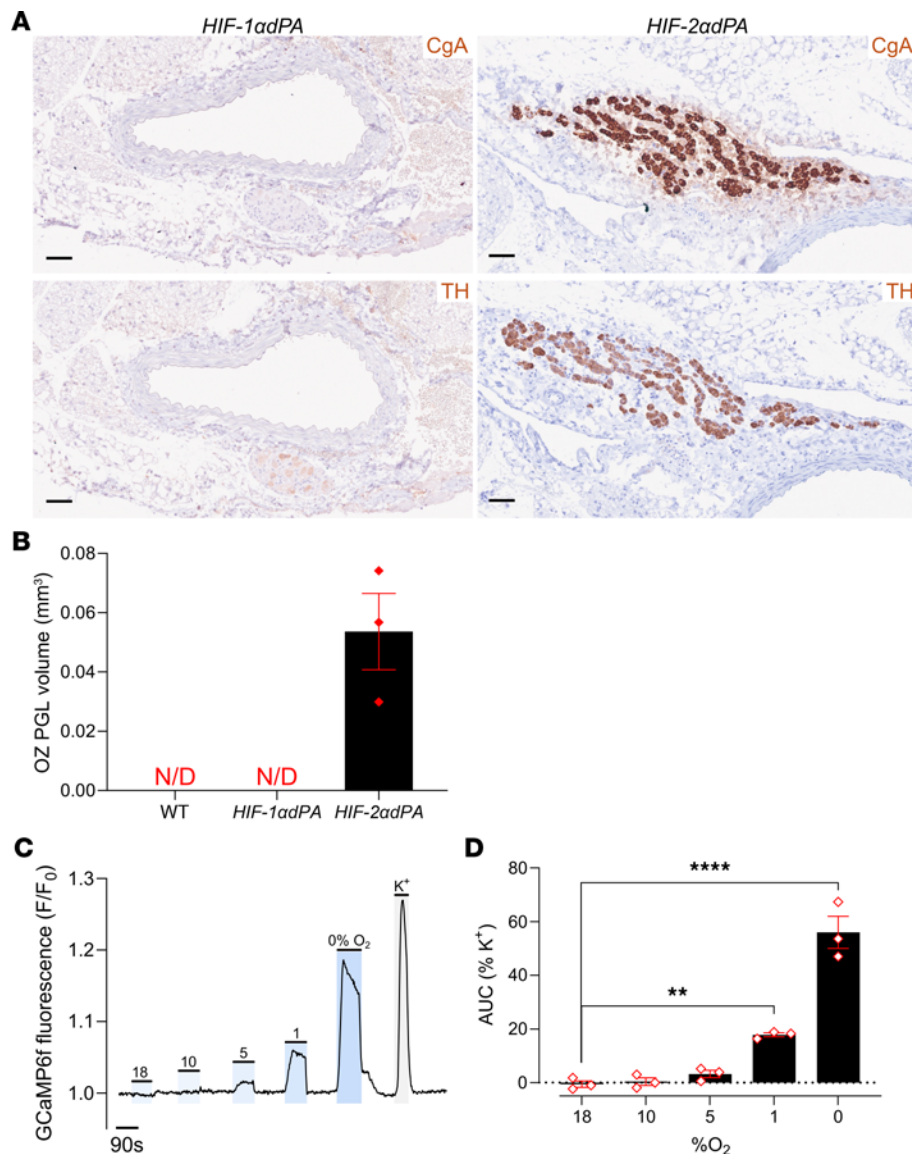 A
HIF-1αdPA
HIF-2αdPA
CgA
CgA
TH
TH
B
OZ PGL volume (mm³)
0.08
0.06
0.04
0.02
0.00
N/D
N/D
WT
HIF-1αdPA
HIF-2αdPA
C
GCaMP6f fluorescence (F/F₀)
1.3
1.2
1.1
1.0
18
10
5
1
0% O₂
K⁺
90s
D
AUC (% K⁺)
80
60
40
20
0
****
**
18
10
5
1
0
%O₂